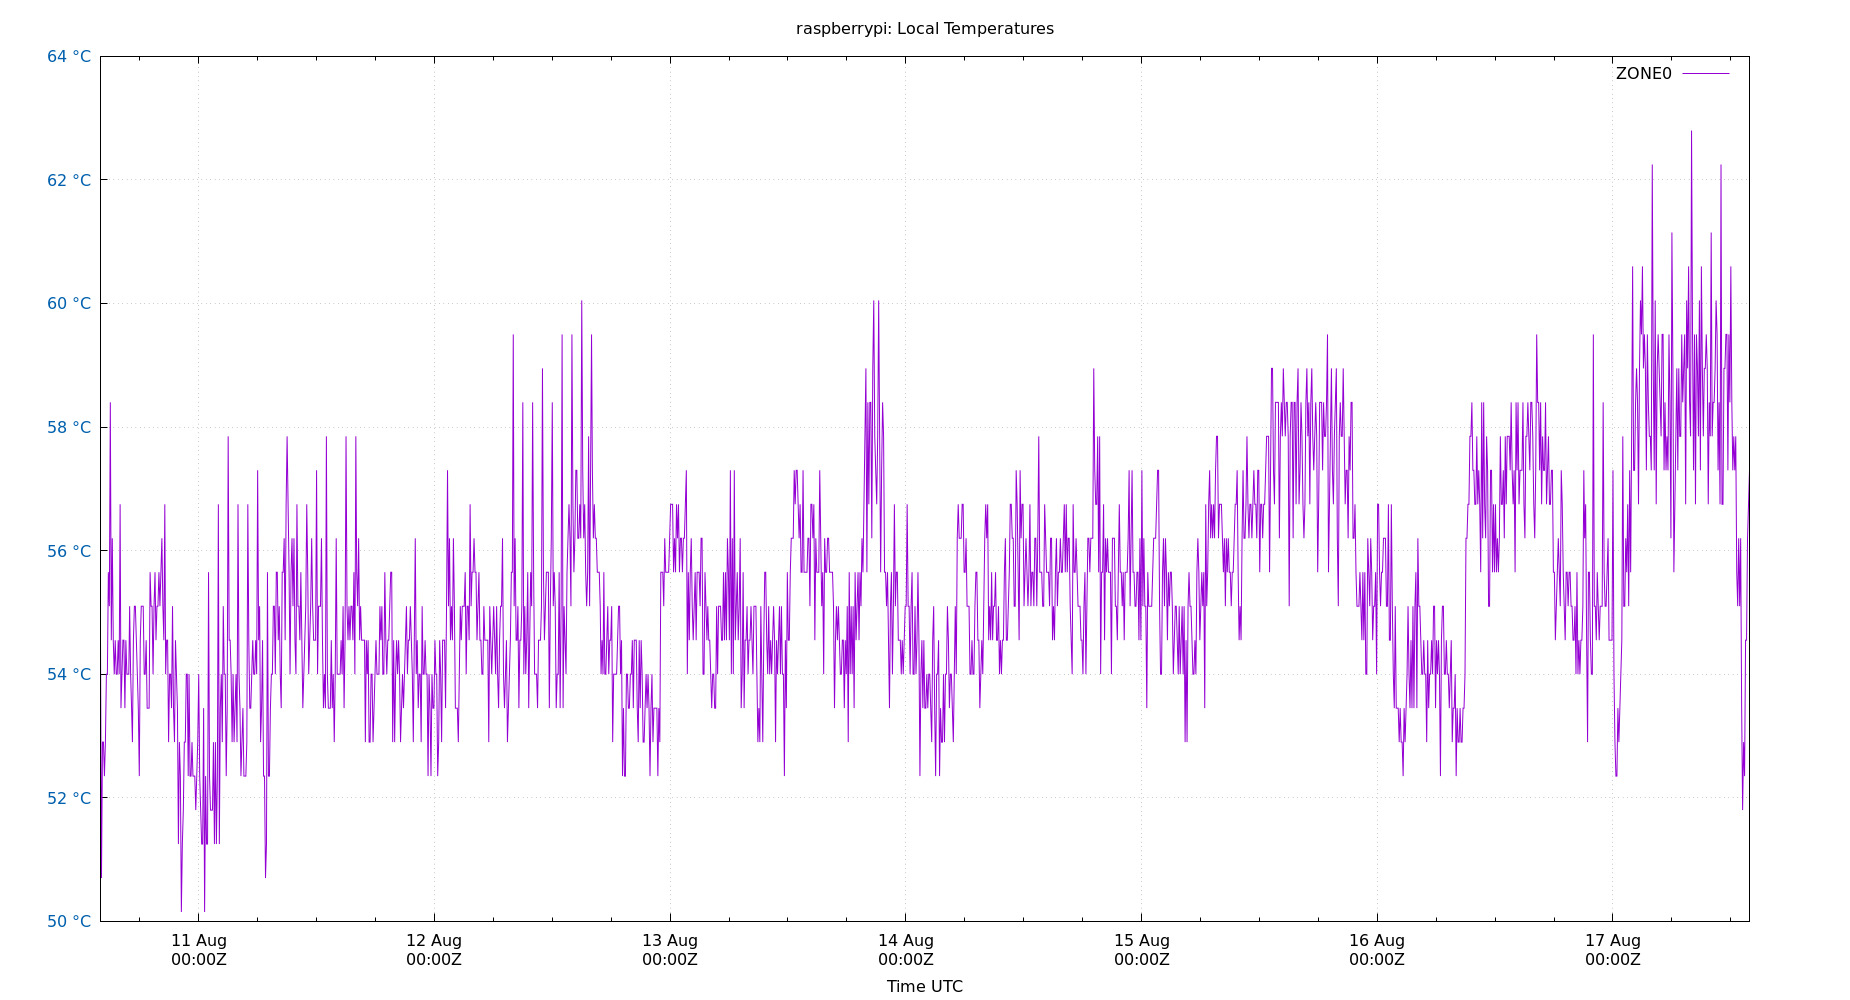 raspberrypi: Local Temperatures
64 °C
ZONE0
62 °C
60 °C
58 °C
56 °C
54 °C
52 °C
50 °C
11 Aug 12 Aug 13 Aug 14 Aug 15 Aug 16 Aug 17 Aug
00:00Z 00:00Z 00:00Z 00:00Z 00:00Z 00:00Z 00:00Z
Time UTC